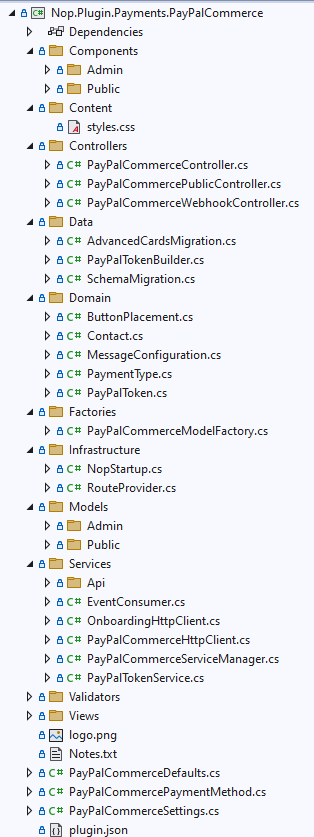 Nop.Plugin.Payments.PayPalCommerce
Dependencies
Components
Admin
Public
Content
styles.css
Controllers
C# PayPalCommerceController.cs
C# PayPalCommercePublicController.cs
C# PayPalCommerceWebhookController.cs
Data
C# AdvancedCardsMigration.cs
C# PayPalTokenBuilder.cs
C# SchemaMigration.cs
Domain
C# ButtonPlacement.cs
C# Contact.cs
C# MessageConfiguration.cs
C# PaymentType.cs
C# PayPalToken.cs
Factories
C# PayPalCommerceModelFactory.cs
Infrastructure
C# NopStartup.cs
C# RouteProvider.cs
Models
Admin
Public
Services
Api
C# EventConsumer.cs
C# OnboardingHttpClient.cs
C# PayPalCommerceHttpClient.cs
C# PayPalCommerceServiceManager.cs
C# PayPalTokenService.cs
Validators
Views
logo.png
Notes.txt
C# PayPalCommerceDefaults.cs
C# PayPalCommercePaymentMethod.cs
C# PayPalCommerceSettings.cs
plugin.json